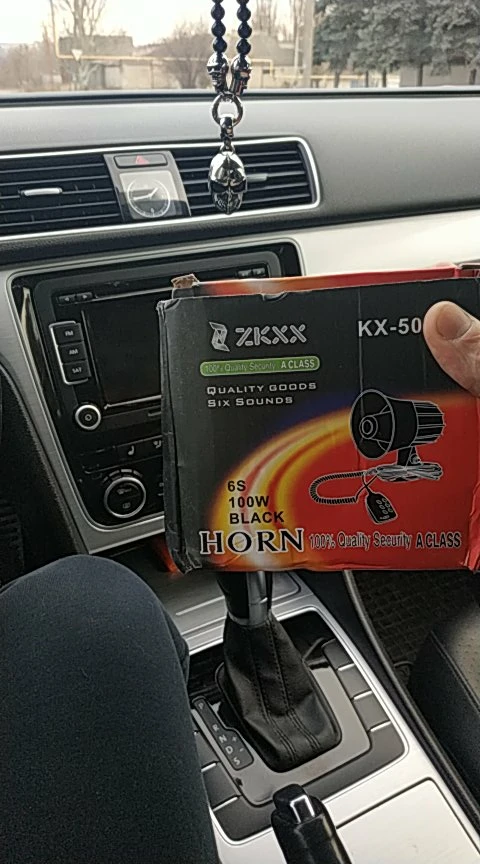 FM
AM
SAT
ZKXX
KX-50
100% Quality Security A CLASS
QUALITY GOODS
SIX SOUNDS
6S
100W
BLACK
HORN 100% Quality Security A CLASS
R
N
D
S